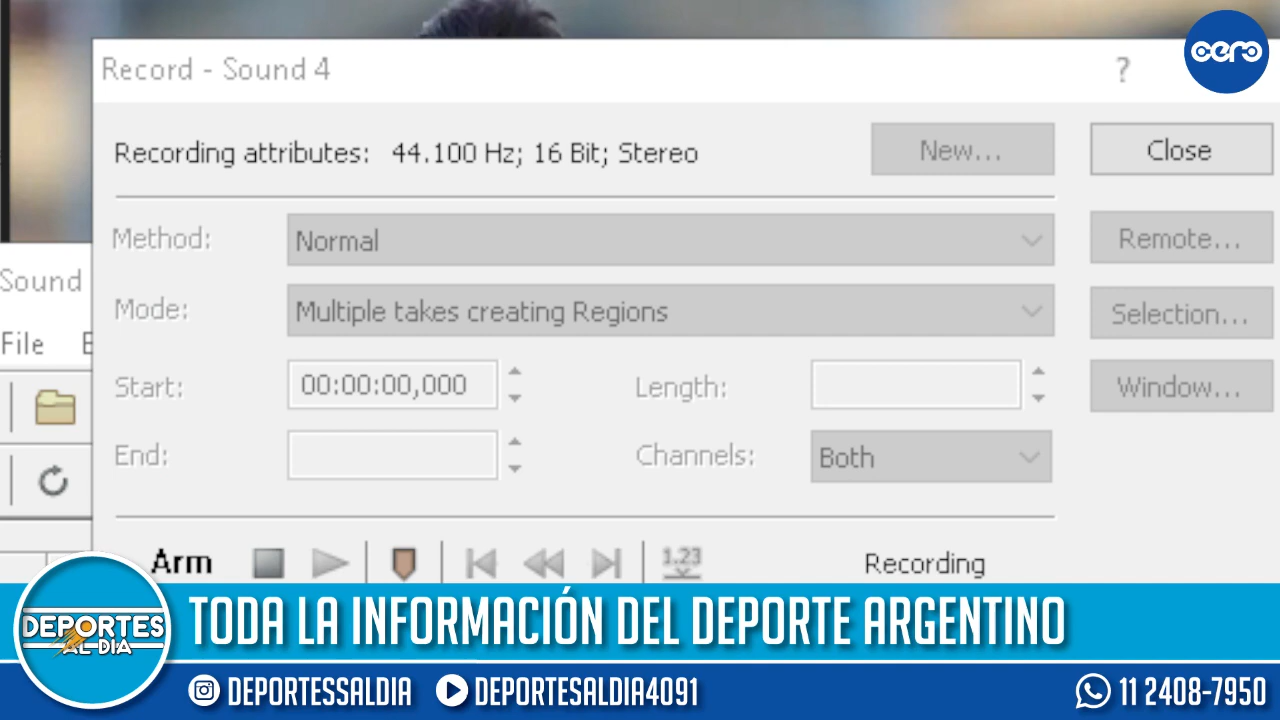 cero
Record - Sound 4 ?
Recording attributes: 44.100 Hz; 16 Bit; Stereo New... Close
Method: Normal Remote...
Sound
Mode: Multiple takes creating Regions Selection...
File
Start: 00:00:00,000 Length: Window...
End: Channels: Both
Arm 1.23 Recording
DEPORTES
AL DIA
TODA LA INFORMACIÓN DEL DEPORTE ARGENTINO
DEPORTESSALDIA DEPORTESALDIA4091 11 2408-7950